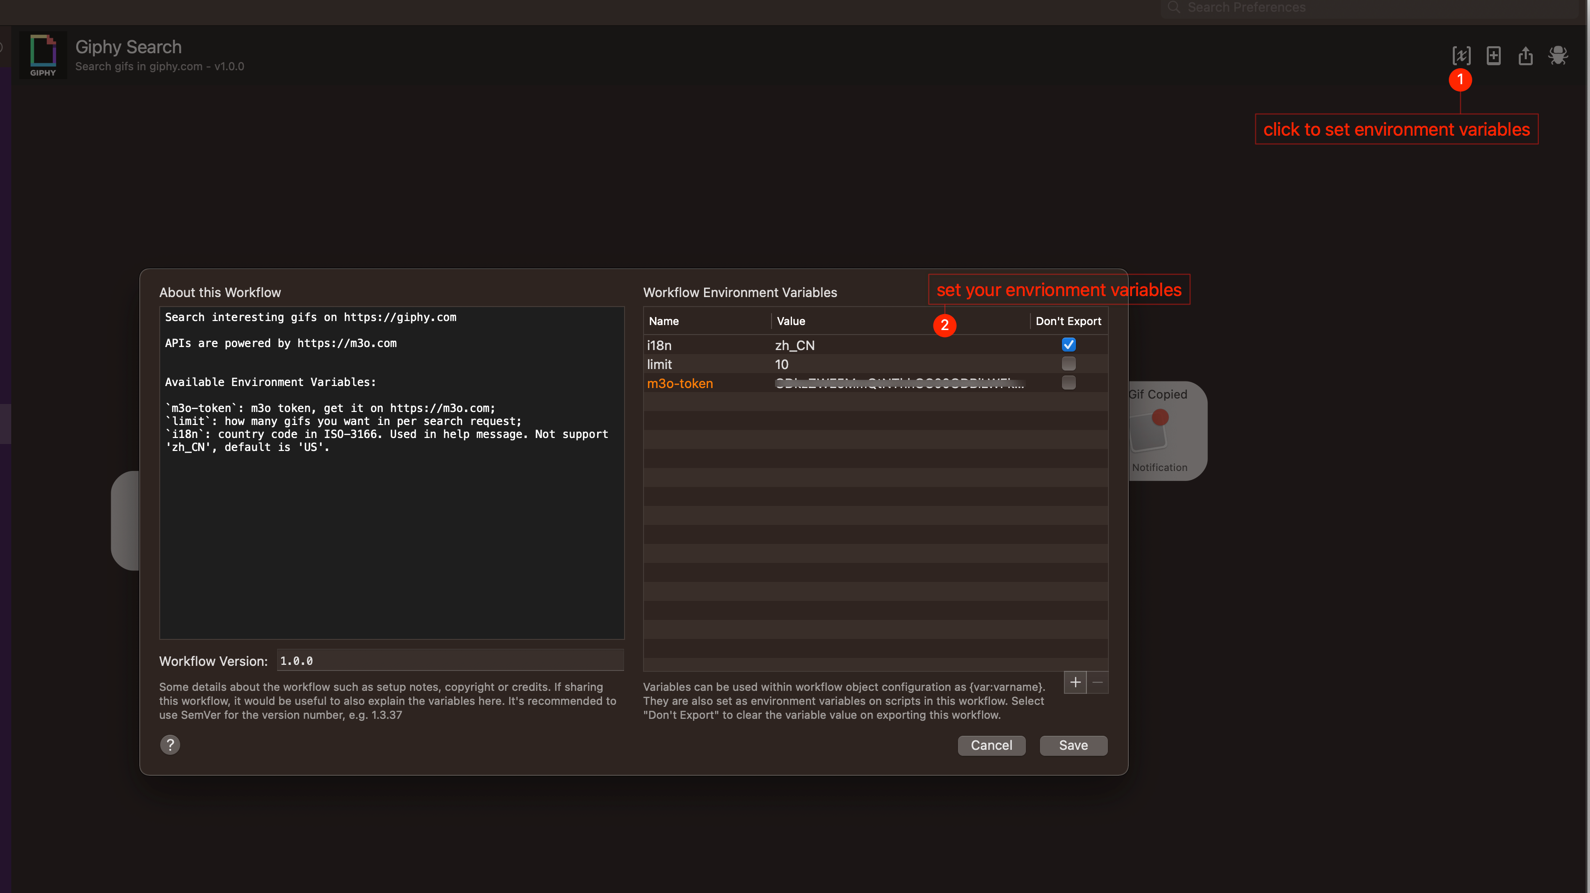 Search Preferences
GIPHY
Giphy Search
Search gifs in giphy.com - v1.0.0
1
click to set environment variables
About this Workflow
Search interesting gifs on https://giphy.com
APIs are powered by https://m3o.com
Available Environment Variables:
`m3o-token`: m3o token, get it on https://m3o.com;
`limit`: how many gifs you want in per search request;
`i18n`: country code in ISO-3166. Used in help message. Not support
'zh_CN', default is 'US'.
Workflow Version: 1.0.0
Some details about the workflow such as setup notes, copyright or credits. If sharing
this workflow, it would be useful to also explain the variables here. It's recommended to
use SemVer for the version number, e.g. 1.3.37
?
Workflow Environment Variables
set your envrionment variables
2
Name Value Don't Export
i18n zh_CN
limit 10
m3o-token
Variables can be used within workflow object configuration as {var:varname}.
They are also set as environment variables on scripts in this workflow. Select
"Don't Export" to clear the variable value on exporting this workflow.
+ −
Cancel Save
Gif Copied
Notification